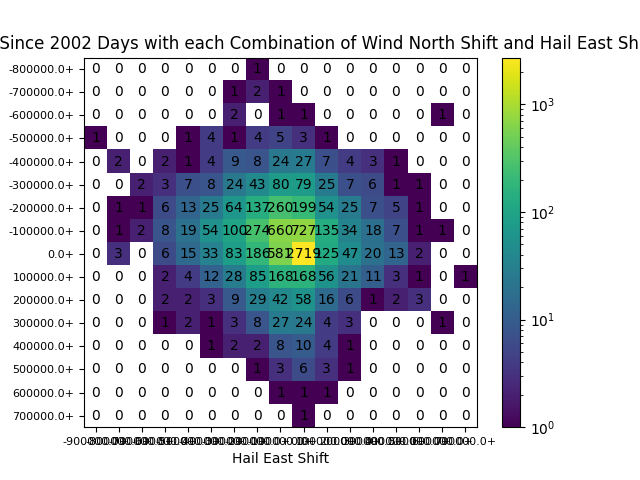 Since 2002 Days with each Combination of Wind North Shift and Hail East Sh
-800000.0+ 0 0 0 0 0 0 0 1 0 0 0 0 0 0 0 0 0
-700000.0+ 0 0 0 0 0 0 1 2 1 0 0 0 0 0 0 0 0
-600000.0+ 0 0 0 0 0 0 2 0 1 1 0 0 0 0 0 1 0
-500000.0+ 1 0 0 0 1 4 1 4 5 3 1 0 0 0 0 0 0
-400000.0+ 0 2 0 2 1 4 9 8 24 27 7 4 3 1 0 0 0
-300000.0+ 0 0 2 3 7 8 24 43 80 79 25 7 6 1 1 0 0
-200000.0+ 0 1 1 6 13 25 64 137 260 199 54 25 7 5 1 0 0
-100000.0+ 0 1 2 8 19 54 100 274 660 727 135 34 18 7 1 1 0
0.0+ 0 3 0 6 15 33 83 186 581 2719 125 47 20 13 2 0 0
100000.0+ 0 0 0 2 4 12 28 85 168 168 56 21 11 3 1 0 1
200000.0+ 0 0 0 2 2 3 9 29 42 58 16 6 1 2 3 0 0
300000.0+ 0 0 0 1 2 1 3 8 27 24 4 3 0 0 0 1 0
400000.0+ 0 0 0 0 0 1 2 2 8 10 4 1 0 0 0 0 0
500000.0+ 0 0 0 0 0 0 0 1 3 6 3 1 0 0 0 0 0
600000.0+ 0 0 0 0 0 0 0 0 1 1 1 0 0 0 0 0 0
700000.0+ 0 0 0 0 0 0 0 0 0 1 0 0 0 0 0 0 0
Hail East Shift
10³
10²
10¹
10⁰